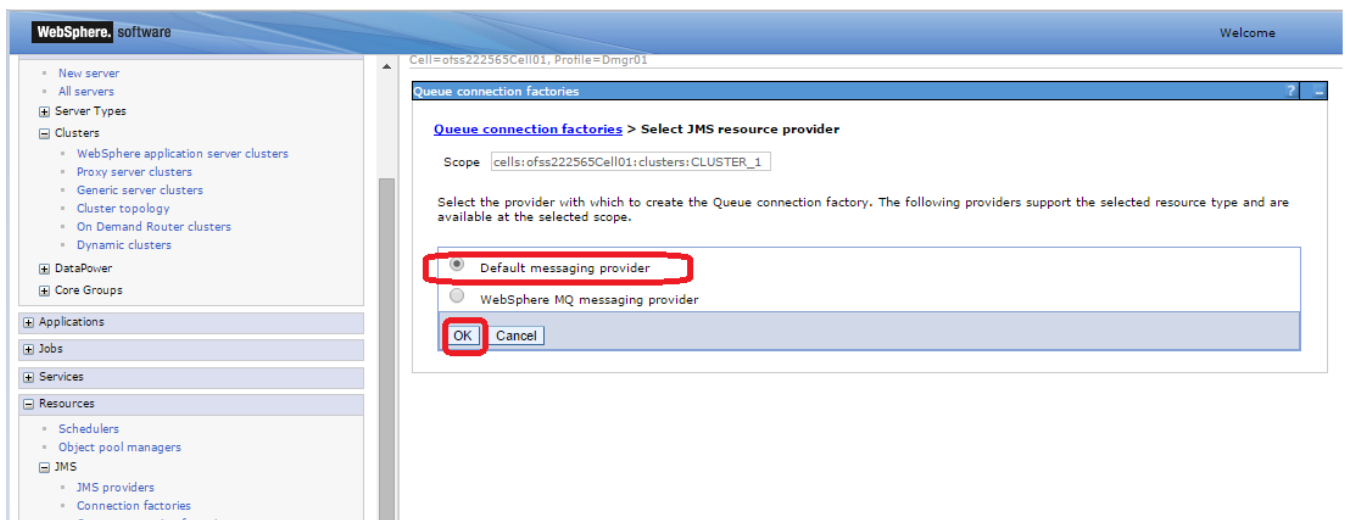 WebSphere. software
Welcome
New server
All servers
Server Types
Clusters
WebSphere application server clusters
Proxy server clusters
Generic server clusters
Cluster topology
On Demand Router clusters
Dynamic clusters
DataPower
Core Groups
Applications
Jobs
Services
Resources
Schedulers
Object pool managers
JMS
JMS providers
Connection factories
Cell=ofss222565Cell01, Profile=Dmgr01
Queue connection factories ? -
Queue connection factories > Select JMS resource provider
Scope cells:ofss222565Cell01:clusters:CLUSTER_1
Select the provider with which to create the Queue connection factory. The following providers support the selected resource type and are
available at the selected scope.
Default messaging provider
WebSphere MQ messaging provider
OK Cancel